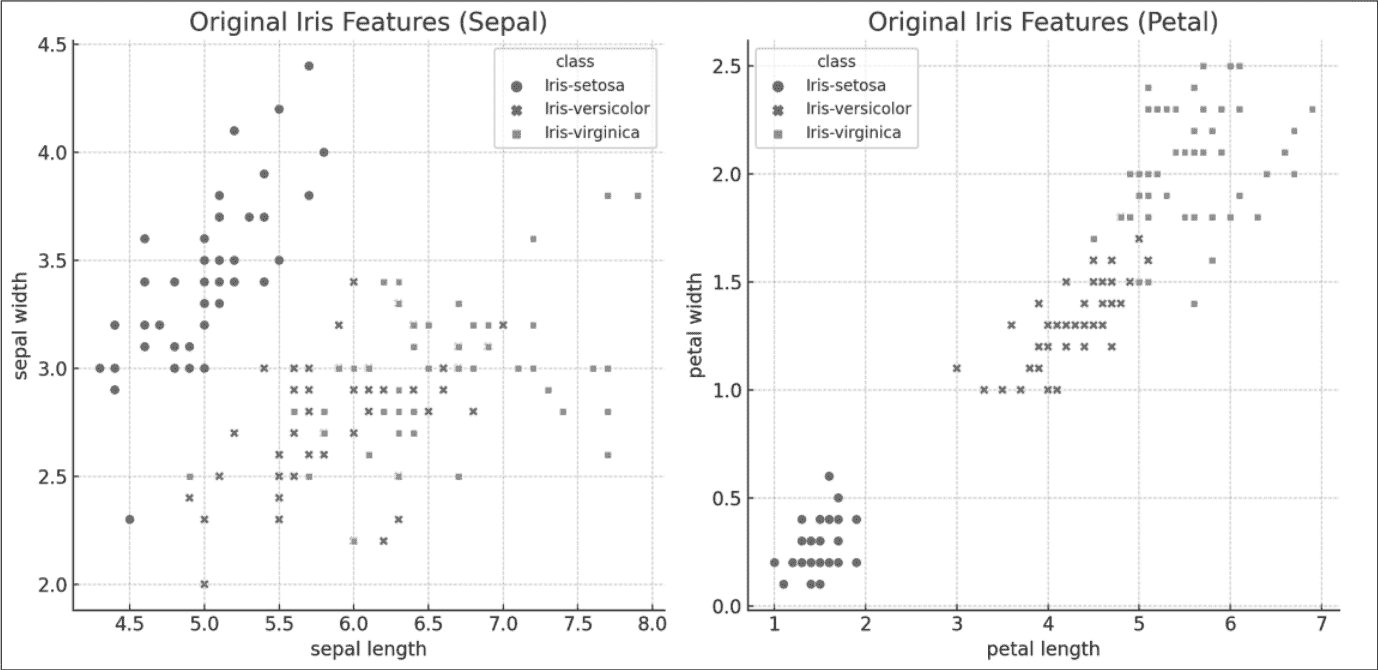 Original Iris Features (Sepal)
4.5
4.0
3.5
3.0
2.5
2.0
sepal width
class
Iris-setosa
Iris-versicolor
Iris-virginica
4.5 5.0 5.5 6.0 6.5 7.0 7.5 8.0
sepal length
Original Iris Features (Petal)
2.5
2.0
1.5
1.0
0.5
0.0
petal width
class
Iris-setosa
Iris-versicolor
Iris-virginica
1 2 3 4 5 6 7
petal length